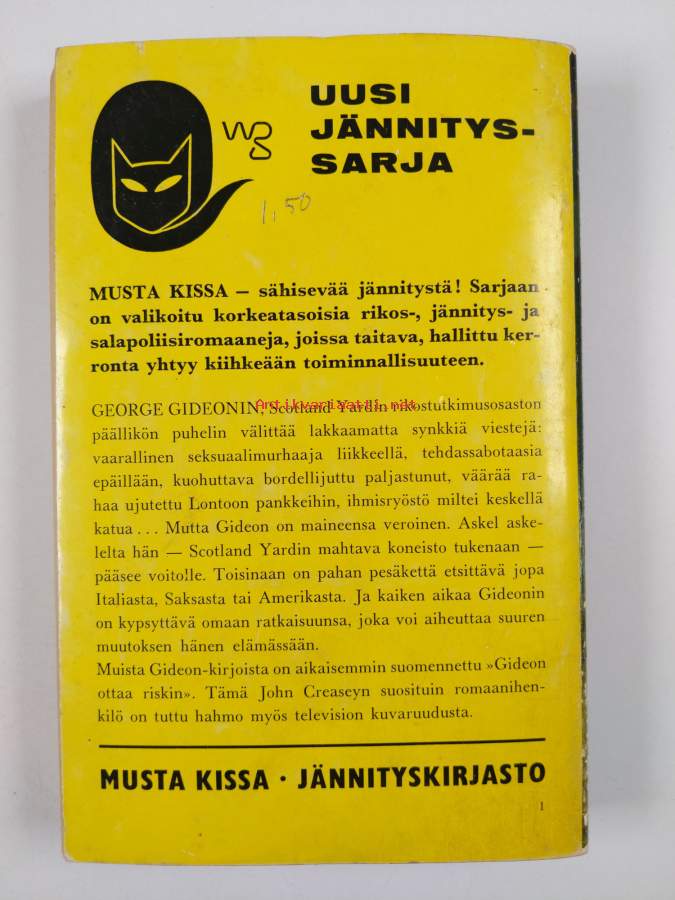 UUSI
JÄNNITYS-
SARJA
WS
1,50
MUSTA KISSA – sähisevää jännitystä! Sarjaan
on valikoitu korkeatasoisia rikos-, jännitys- ja
salapoliisiromaaneja, joissa taitava, hallittu ker-
ronta yhtyy kiihkeään toiminnallisuuteen.
GEORGE GIDEONIN, Scotland Yardin rikostutkimusosaston
Antikvariaatti.net
päällikön puhelin välittää lakkaamatta synkkiä viestejä:
vaarallinen seksuaalimurhaaja liikkeellä, tehdassabotaasia
epäillään, kuohuttava bordellijuttu paljastunut, väärää ra-
haa ujutettu Lontoon pankkeihin, ihmisryöstö miltei keskellä
katua... Mutta Gideon on maineensa veroinen. Askel aske-
lelta hän — Scotland Yardin mahtava koneisto tukenaan —
pääsee voitolle. Toisinaan on pahan pesäkettä etsittävä jopa
Italiasta, Saksasta tai Amerikasta. Ja kaiken aikaa Gideonin
on kypsyttävä omaan ratkaisuunsa, joka voi aiheuttaa suuren
muutoksen hänen elämässään.
Muista Gideon-kirjoista on aikaisemmin suomennettu »Gideon
ottaa riskin». Tämä John Creaseyn suosituin romaanihen-
kilö on tuttu hahmo myös television kuvaruudusta.
MUSTA KISSA · JÄNNITYSKIRJASTO
1